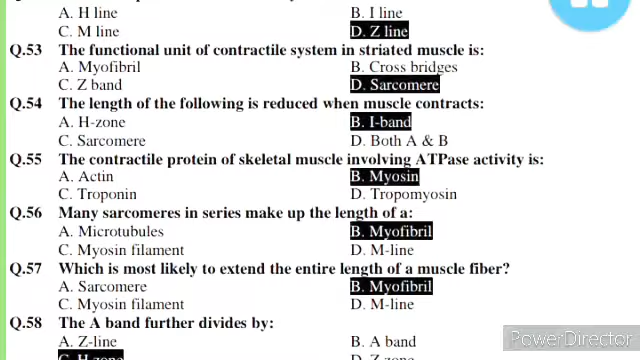 A. H line B. I line
C. M line D. Z line
Q.53 The functional unit of contractile system in striated muscle is:
A. Myofibril B. Cross bridges
C. Z band D. Sarcomere
Q.54 The length of the following is reduced when muscle contracts:
A. H-zone B. I-band
C. Sarcomere D. Both A & B
Q.55 The contractile protein of skeletal muscle involving ATPase activity is:
A. Actin B. Myosin
C. Troponin D. Tropomyosin
Q.56 Many sarcomeres in series make up the length of a:
A. Microtubules B. Myofibril
C. Myosin filament D. M-line
Q.57 Which is most likely to extend the entire length of a muscle fiber?
A. Sarcomere B. Myofibril
C. Myosin filament D. M-line
Q.58 The A band further divides by:
A. Z-line B. A band
C. H zone D. Z zone
PowerDirector